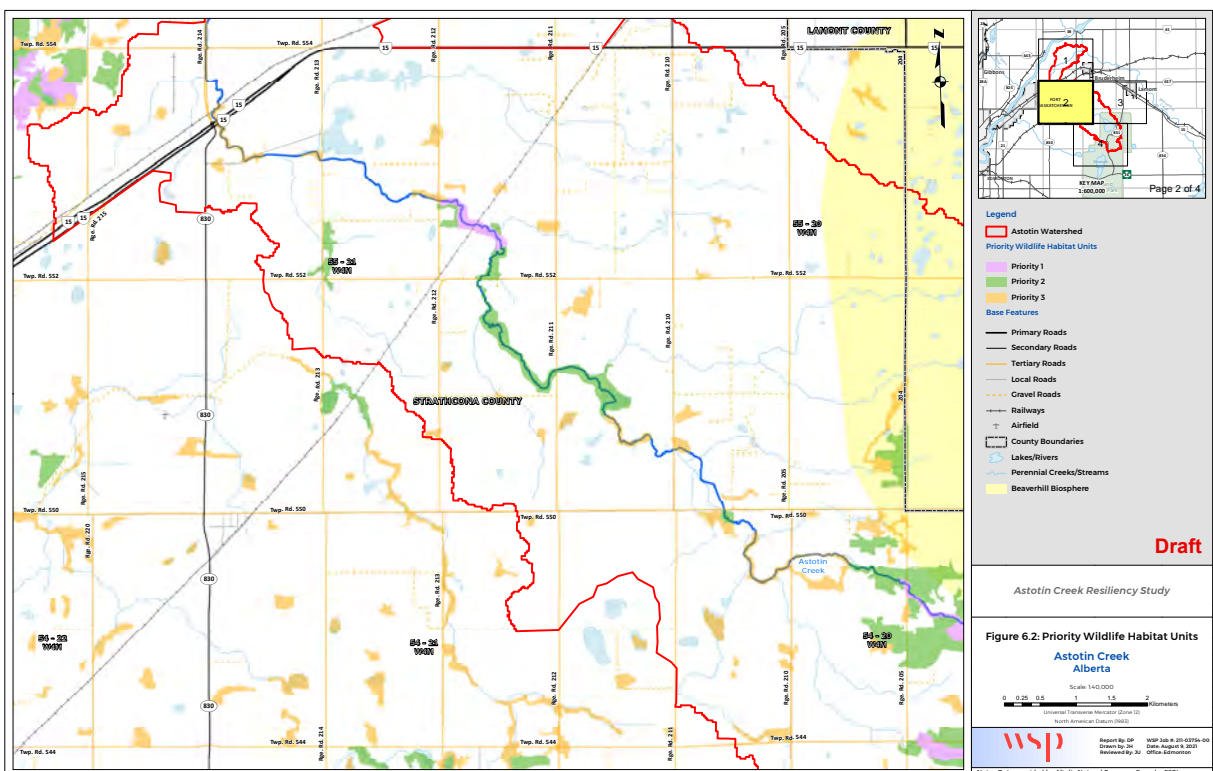 LAMONT COUNTY
Twp. Rd. 554
Rge. Rd. 214
Twp. Rd. 554
Rge. Rd. 213
15
Rge. Rd. 212
Rge. Rd. 211
15
Rge. Rd. 210
Rge. Rd. 205
15
204
15
N
15
15
15 15
Rge. Rd. 215
830
55 - 20
W4M
55 - 21
W4M
Twp. Rd. 552
Twp. Rd. 552
Twp. Rd. 552
Twp. Rd. 552
Rge. Rd. 212
Rge. Rd. 211
Rge. Rd. 210
Rge. Rd. 213
204
STRATHCONA COUNTY
830
Rge. Rd. 215
Rge. Rd. 205
Twp. Rd. 550
Twp. Rd. 550
Twp. Rd. 550
Twp. Rd. 550
Rge. Rd. 220
Astotin
Creek
830
Rge. Rd. 213
54 - 22
W4M
54 - 21
W4M
54 - 20
W4M
Rge. Rd. 212
Rge. Rd. 210
Rge. Rd. 205
830
Rge. Rd. 214
Rge. Rd. 211
Twp. Rd. 544
Twp. Rd. 544
Twp. Rd. 544
Twp. Rd. 544
Gibbons
Lamont
FORT
SASKATCHEWAN
1
2
3
4
EDMONTON
KEY MAP
1:600,000
Page 2 of 4
Legend
Astotin Watershed
Priority Wildlife Habitat Units
Priority 1
Priority 2
Priority 3
Base Features
Primary Roads
Secondary Roads
Tertiary Roads
Local Roads
Gravel Roads
Railways
Airfield
County Boundaries
Lakes/Rivers
Perennial Creeks/Streams
Beaverhill Biosphere
Draft
Astotin Creek Resiliency Study
Figure 6.2: Priority Wildlife Habitat Units
Astotin Creek
Alberta
Scale: 1:40,000
0 0.25 0.5 1 1.5 2
Kilometers
Universal Transverse Mercator (Zone 12)
North American Datum (1983)
wsp
Report By: DP WSP Job #: 211-03754-00
Drawn by: JH Date: August 9, 2021
Reviewed By: JU Office: Edmonton